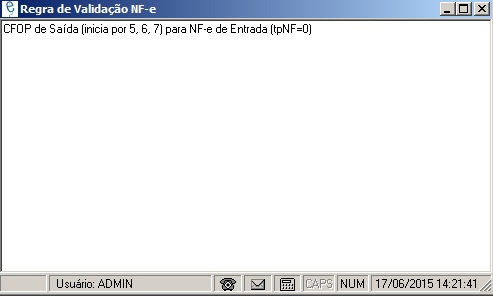 Regra de Validação NF-e
CFOP de Saída (inicia por 5, 6, 7) para NF-e de Entrada (tpNF=0)
Usuário: ADMIN CAPS NUM 17/06/2015 14:21:41